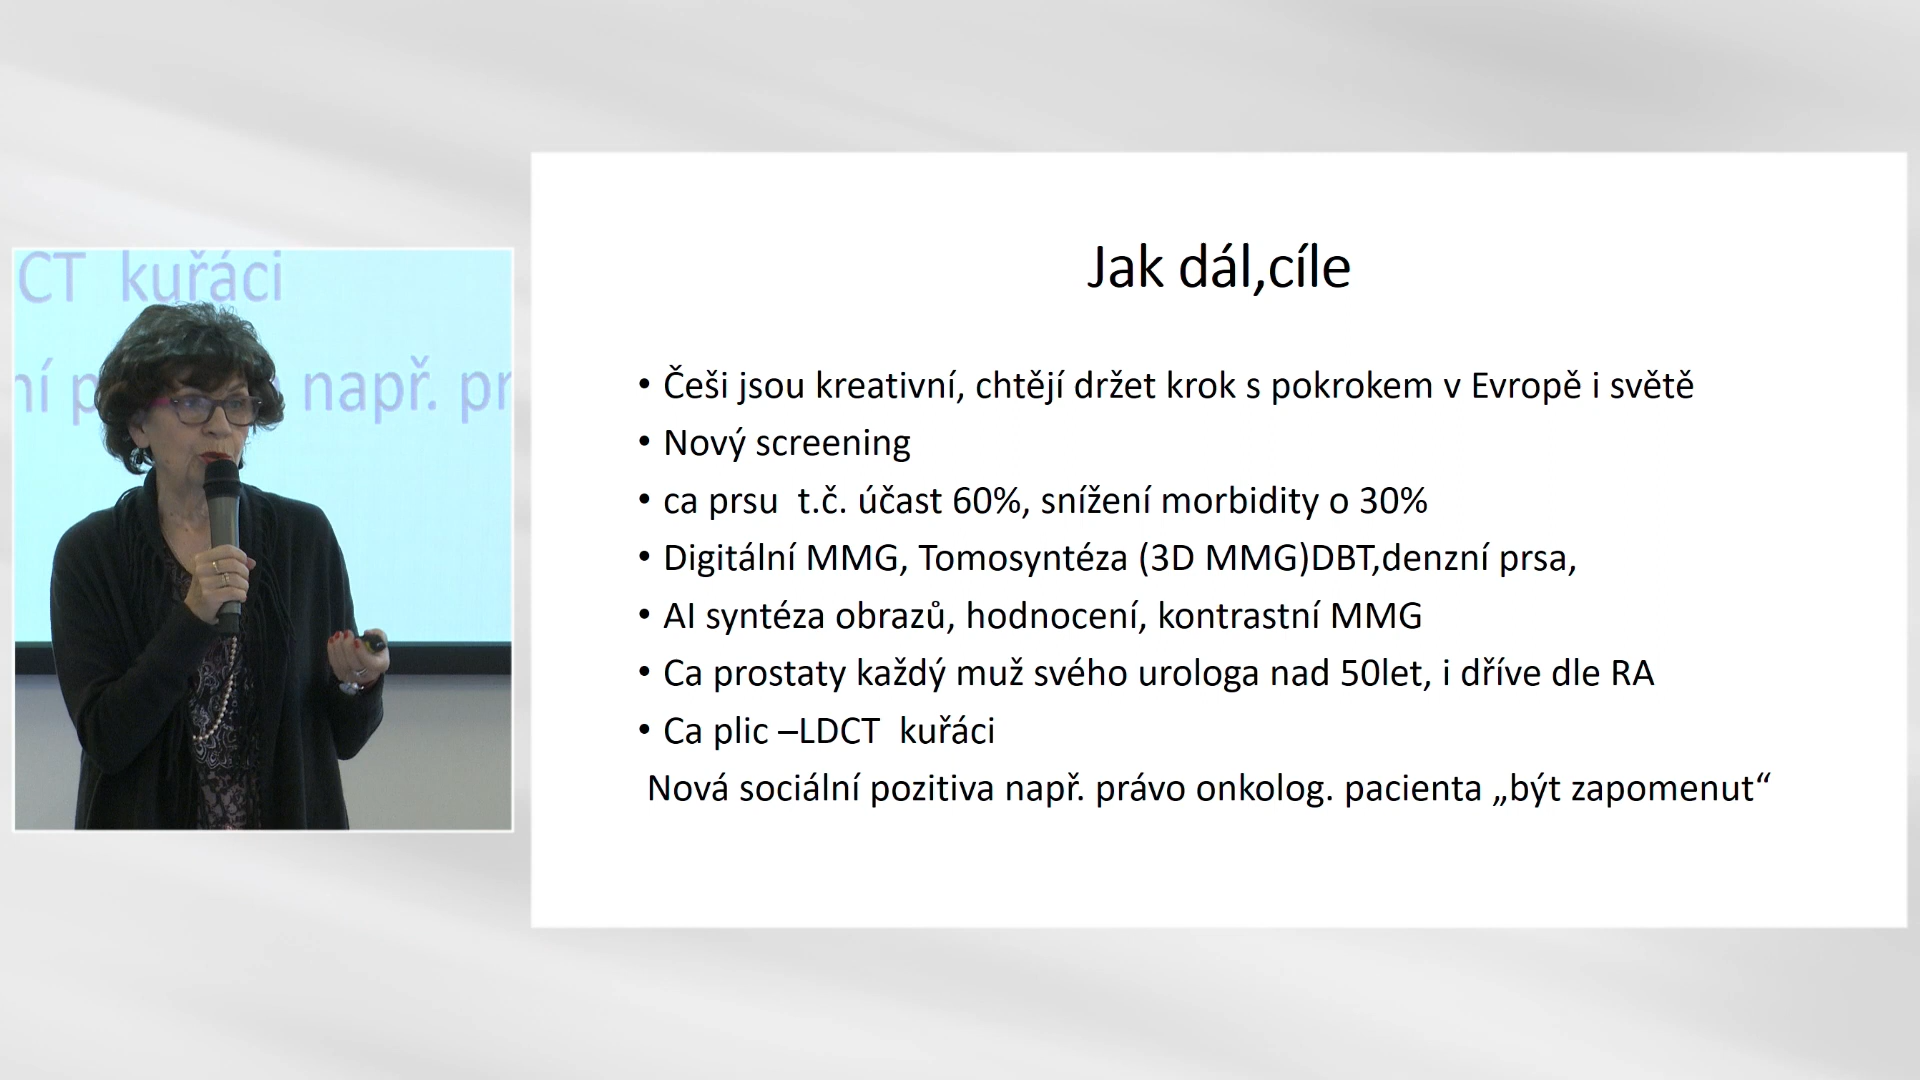 CT kuřáci
ní p např. pr
Jak dál,cíle
• Češi jsou kreativní, chtějí držet krok s pokrokem v Evropě i světě
• Nový screening
• ca prsu  t.č. účast 60%, snížení morbidity o 30%
• Digitální MMG, Tomosyntéza (3D MMG)DBT,denzní prsa,
• AI syntéza obrazů, hodnocení, kontrastní MMG
• Ca prostaty každý muž svého urologa nad 50let, i dříve dle RA
• Ca plic –LDCT  kuřáci
Nová sociální pozitiva např. právo onkolog. pacienta „být zapomenut“